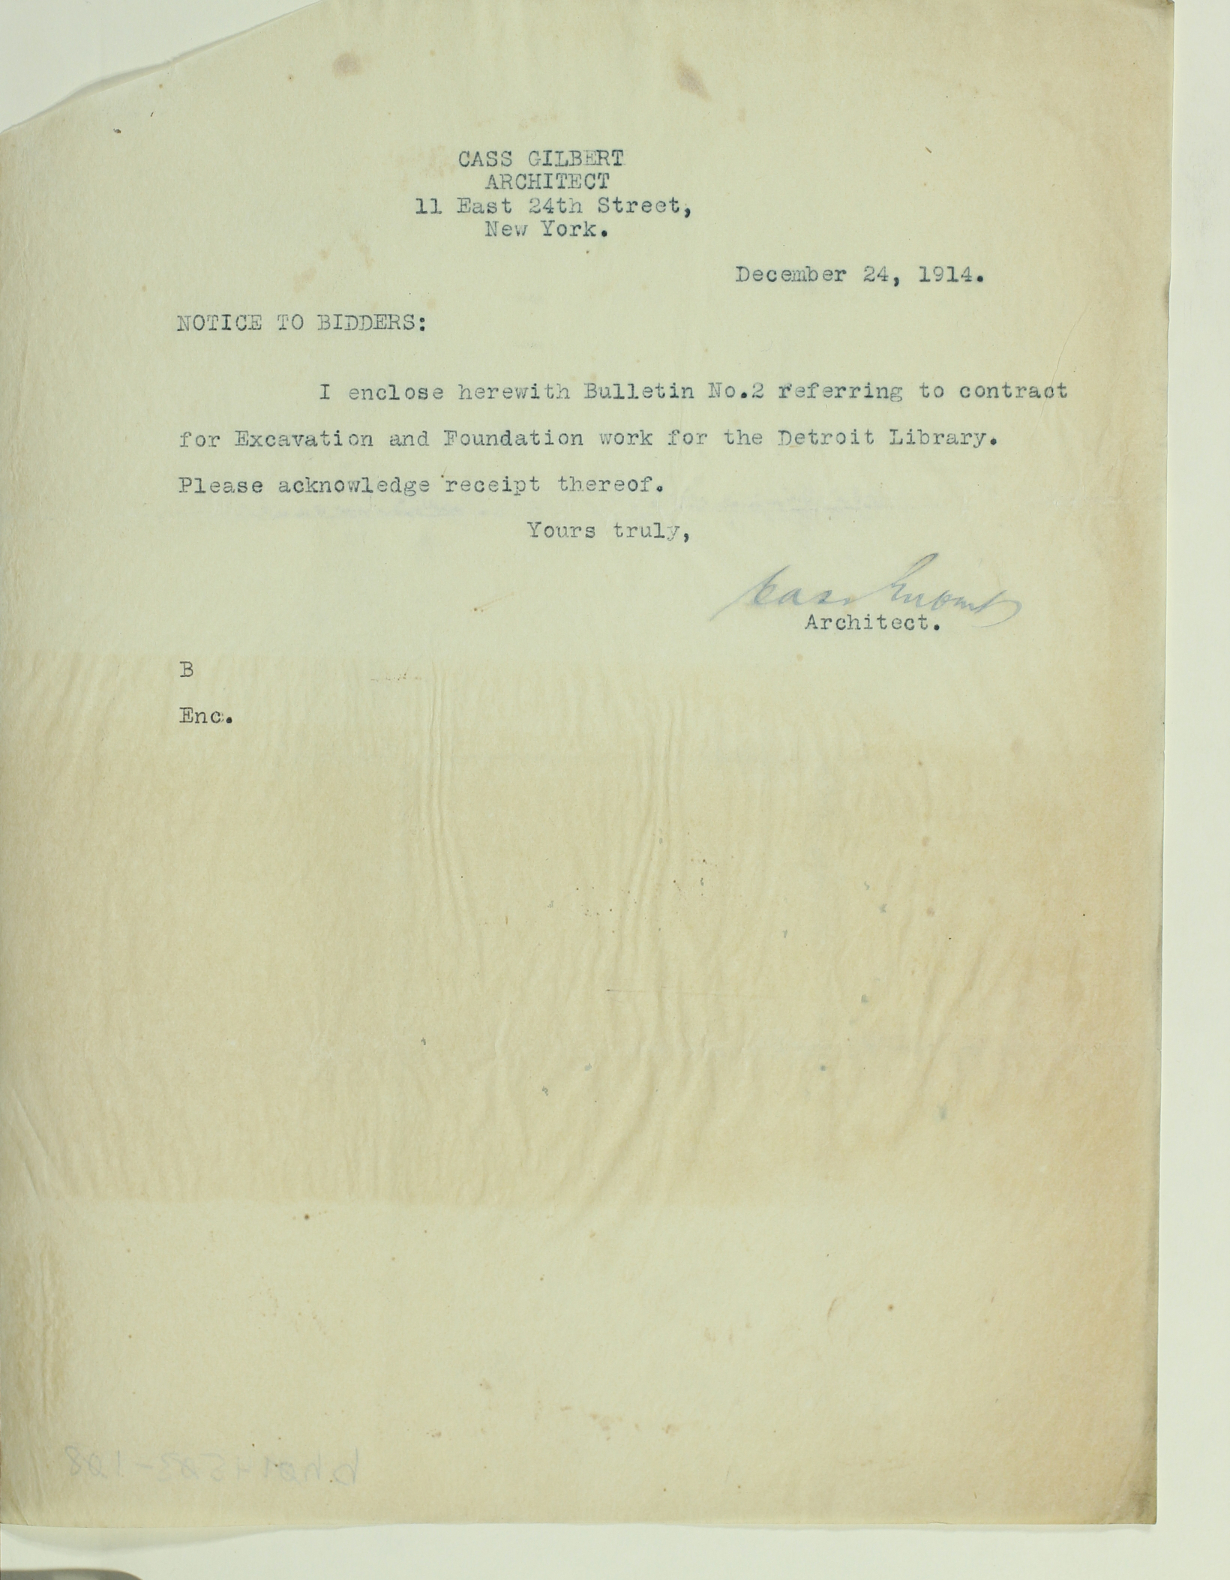 CASS GILBERT
ARCHITECT
11 East 24th Street,
New York.
December 24, 1914.
NOTICE TO BIDDERS:
I enclose herewith Bulletin No.2 referring to contract
for Excavation and Foundation work for the Detroit Library.
Please acknowledge receipt thereof.
Yours truly,
Cass Gilbert
Architect.
B
Enc.